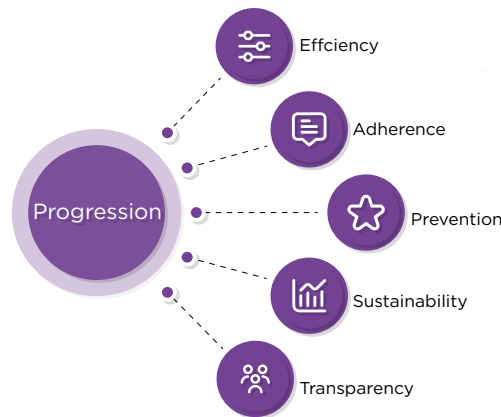 Effciency
Adherence
Progression
Prevention
Sustainability
Transparency